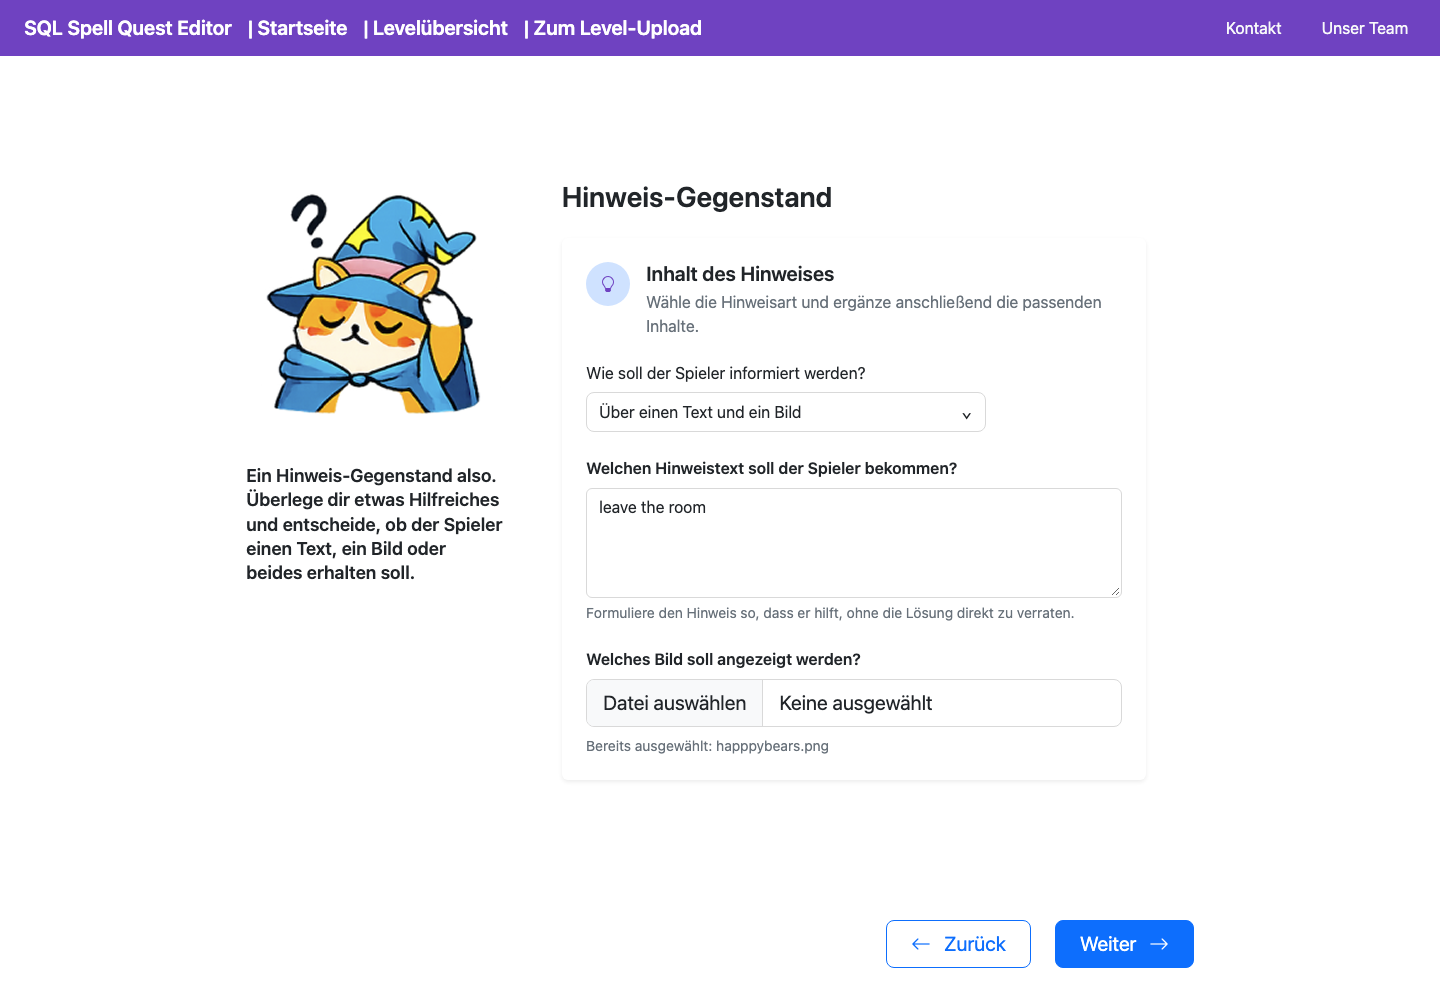 SQL Spell Quest Editor | Startseite | Levelübersicht | Zum Level-Upload Kontakt Unser Team
?
Hinweis-Gegenstand
Inhalt des Hinweises
Wähle die Hinweisart und ergänze anschließend die passenden
Inhalte.
Wie soll der Spieler informiert werden?
Über einen Text und ein Bild
Welchen Hinweistext soll der Spieler bekommen?
leave the room
Formuliere den Hinweis so, dass er hilft, ohne die Lösung direkt zu verraten.
Welches Bild soll angezeigt werden?
Datei auswählen Keine ausgewählt
Bereits ausgewählt: happpybears.png
Ein Hinweis-Gegenstand also.
Überlege dir etwas Hilfreiches
und entscheide, ob der Spieler
einen Text, ein Bild oder
beides erhalten soll.
← Zurück Weiter →